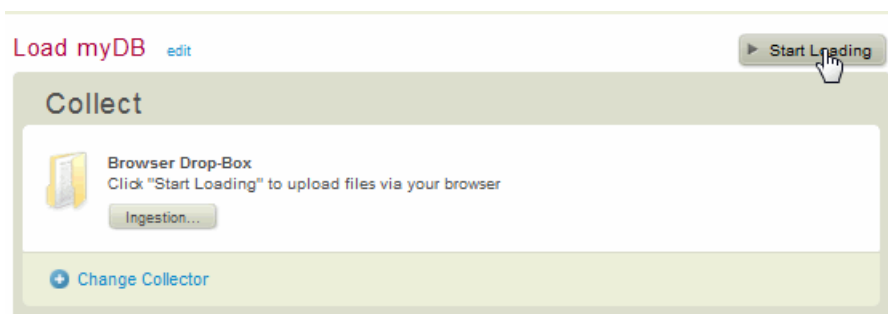 Load myDB edit
Start Loading
Collect
Browser Drop-Box
Click "Start Loading" to upload files via your browser
Ingestion...
Change Collector